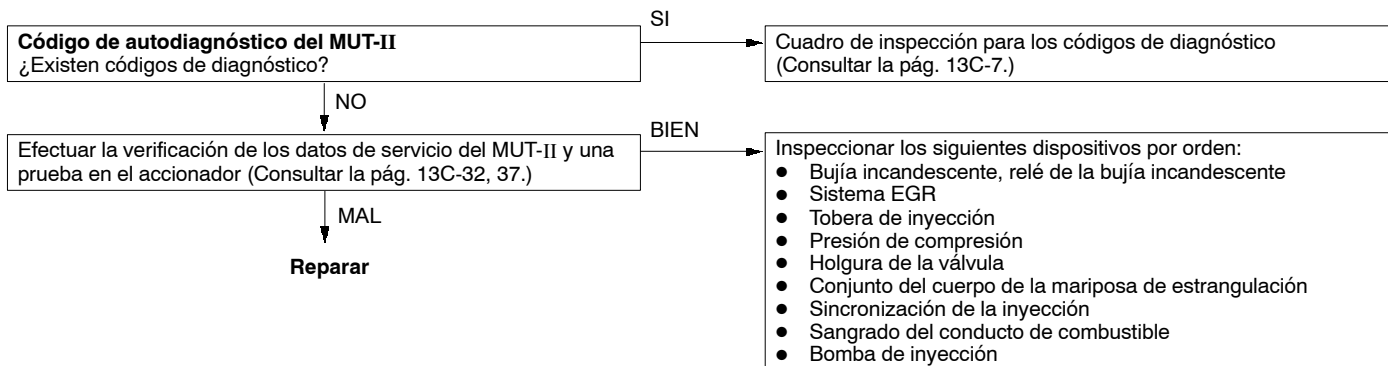 SI
Código de autodiagnóstico del MUT-II
¿Existen códigos de diagnóstico?
Cuadro de inspección para los códigos de diagnóstico
(Consultar la pág. 13C-7.)
NO
BIEN
Efectuar la verificación de los datos de servicio del MUT-II y una
prueba en el accionador (Consultar la pág. 13C-32, 37.)
MAL
Reparar
Inspeccionar los siguientes dispositivos por orden:
● Bujía incandescente, relé de la bujía incandescente
● Sistema EGR
● Tobera de inyección
● Presión de compresión
● Holgura de la válvula
● Conjunto del cuerpo de la mariposa de estrangulación
● Sincronización de la inyección
● Sangrado del conducto de combustible
● Bomba de inyección